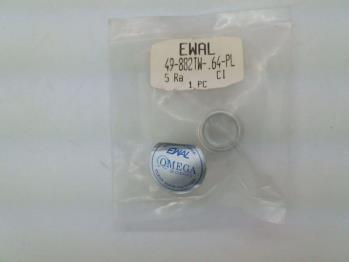 EWAL
49-882TW-.64-PL
5 Ra CI
1 PC
EWAL
OMEGA